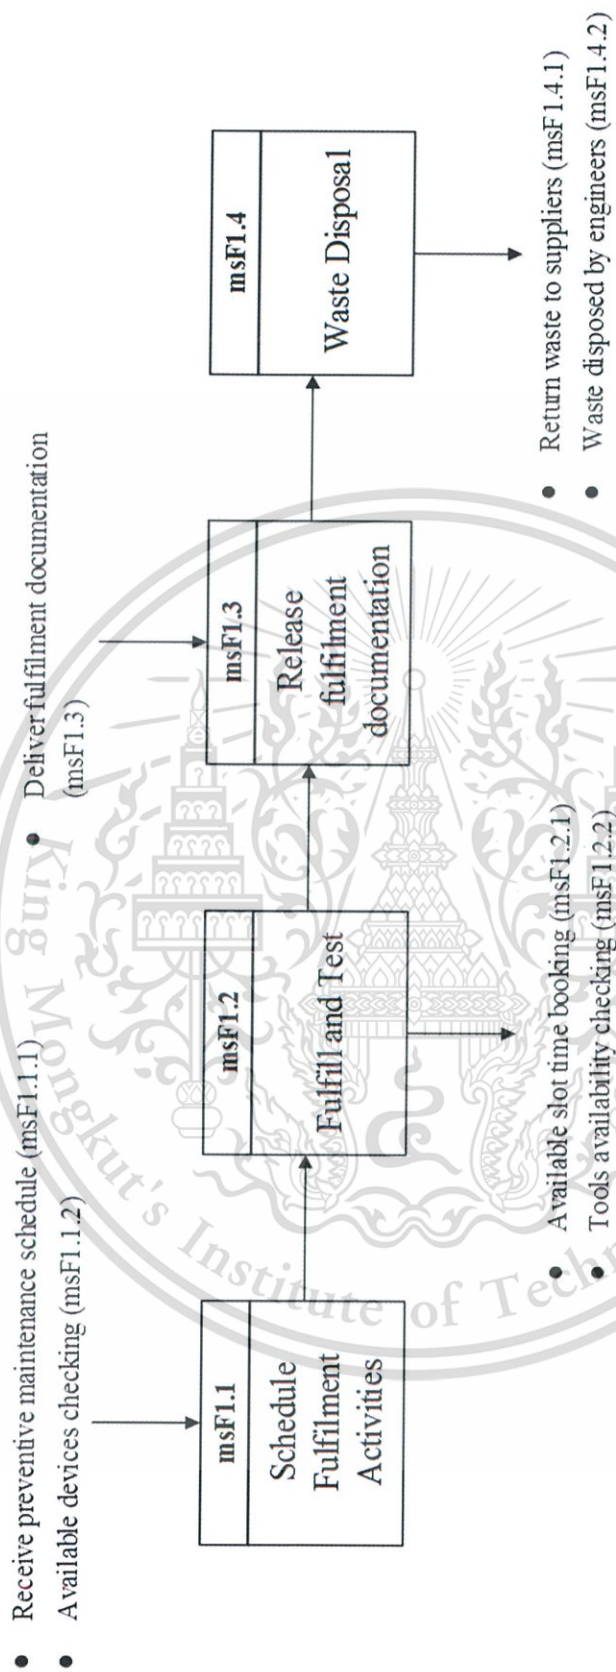 ● Receive preventive maintenance schedule (msF1.1.1)
● Available devices checking (msF1.1.2)
● Deliver fulfilment documentation
(msF1.3)
msF1.1
Schedule
Fulfilment
Activities
msF1.2
Fulfill and Test
msF1.3
Release
fulfilment
documentation
msF1.4
Waste Disposal
● Available slot time booking (msF1.2.1)
● Tools availability checking (msF1.2.2)
● Return waste to suppliers (msF1.4.1)
● Waste disposed by engineers (msF1.4.2)
King Mongkut's Institute of